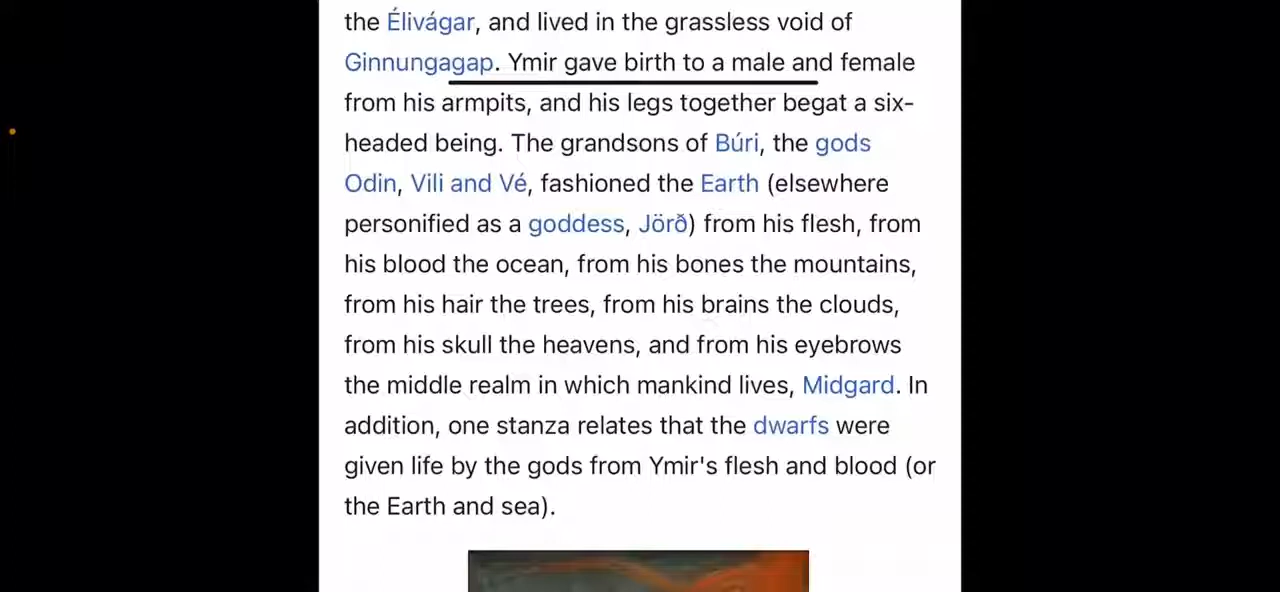 the Élivágar, and lived in the grassless void of
Ginnungagap. Ymir gave birth to a male and female
from his armpits, and his legs together begat a six-
headed being. The grandsons of Búri, the gods
Odin, Vili and Vé, fashioned the Earth (elsewhere
personified as a goddess, Jörð) from his flesh, from
his blood the ocean, from his bones the mountains,
from his hair the trees, from his brains the clouds,
from his skull the heavens, and from his eyebrows
the middle realm in which mankind lives, Midgard. In
addition, one stanza relates that the dwarfs were
given life by the gods from Ymir's flesh and blood (or
the Earth and sea).